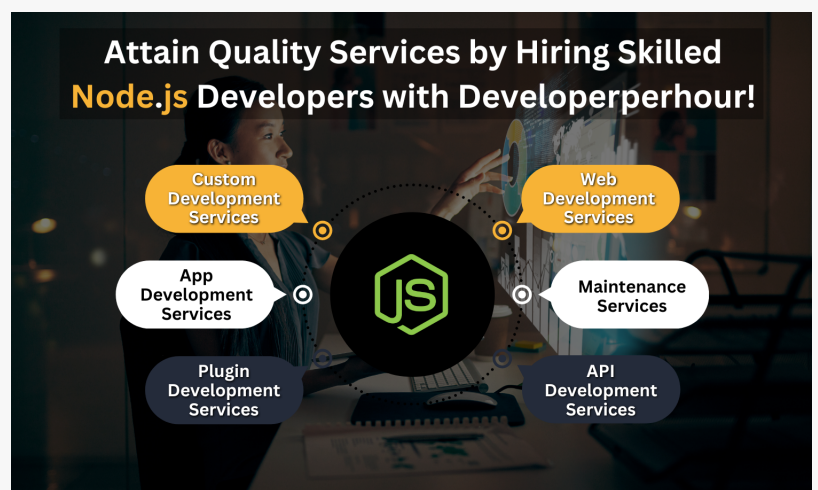 Attain Quality Services by Hiring Skilled
Node.js Developers with Developerperhour!
Custom
Development
Services
Web
Development
Services
App
Development
Services
JS
Maintenance
Services
Plugin
Development
Services
API
Development
Services